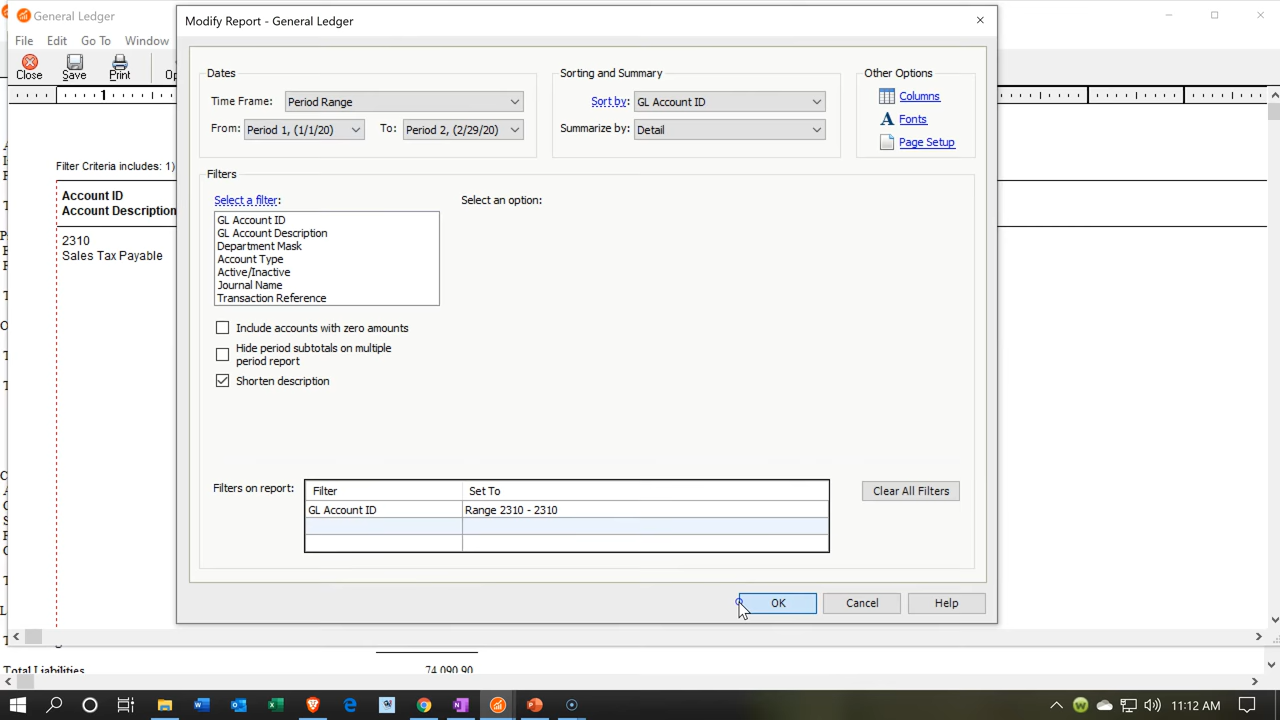 General Ledger
File Edit Go To Window
Close Save Print Op
Filter Criteria includes: 1)
Account ID
Account Description
2310
Sales Tax Payable
Total Liabilities
74,090.90
Modify Report - General Ledger
Dates
Time Frame: Period Range
From: Period 1, (1/1/20) To: Period 2, (2/29/20)
Sorting and Summary
Sort by: GL Account ID
Summarize by: Detail
Other Options
Columns
Fonts
Page Setup
Filters
Select a filter: Select an option:
GL Account ID
GL Account Description
Department Mask
Account Type
Active/Inactive
Journal Name
Transaction Reference
Include accounts with zero amounts
Hide period subtotals on multiple
period report
Shorten description
Filters on report: Filter Set To
GL Account ID Range 2310 - 2310
Clear All Filters
OK Cancel Help
11:12 AM